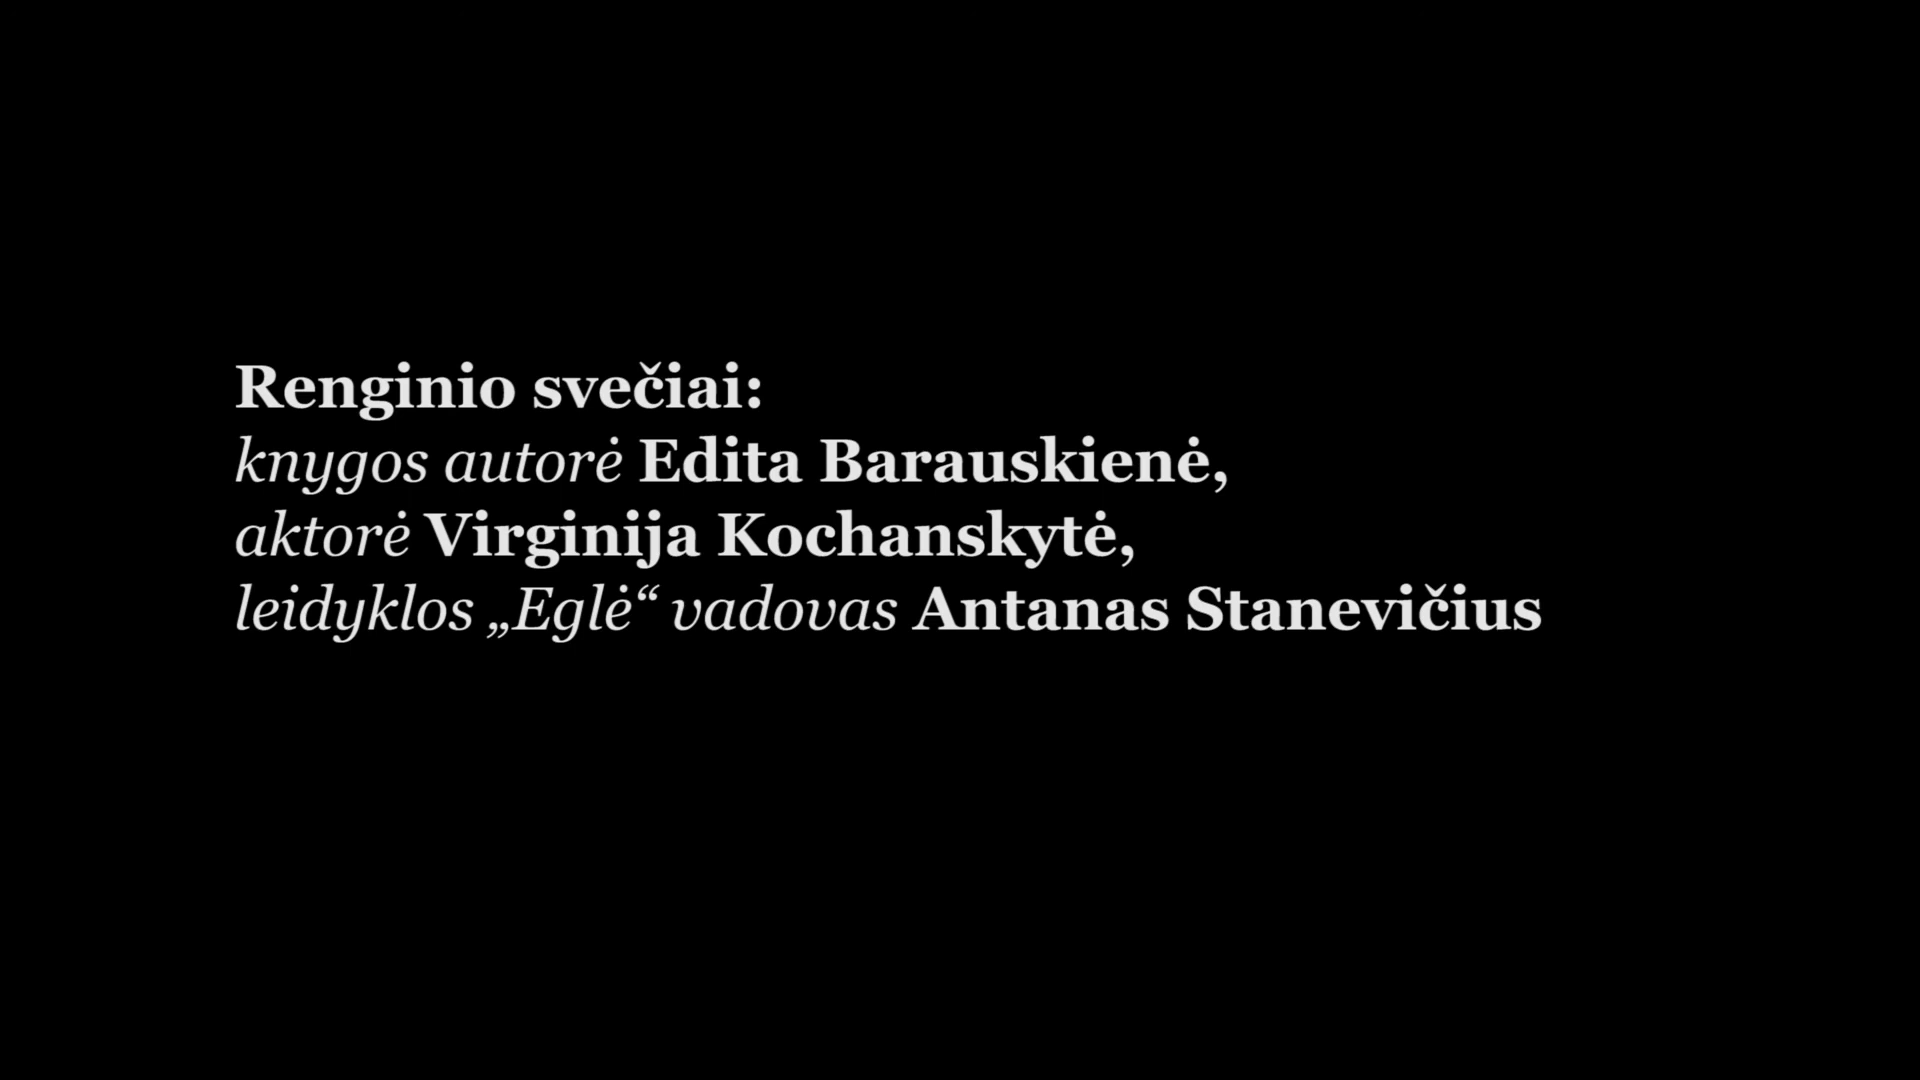 Renginio svečiai:
knygos autorė Edita Barauskienė,
aktorė Virginija Kochanskytė,
leidyklos „Eglė“ vadovas Antanas Stanevičius